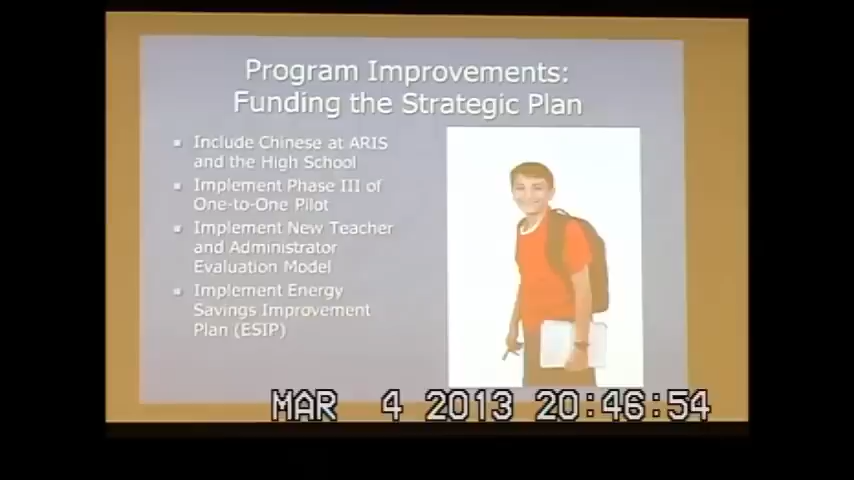 Program Improvements:
Funding the Strategic Plan
Include Chinese at ARIS
and the High School
Implement Phase III of
One-to-One Pilot
Implement New Teacher
and Administrator
Evaluation Model
Implement Energy
Savings Improvement
Plan (ESIP)
MAR 4 2013 20:46:54